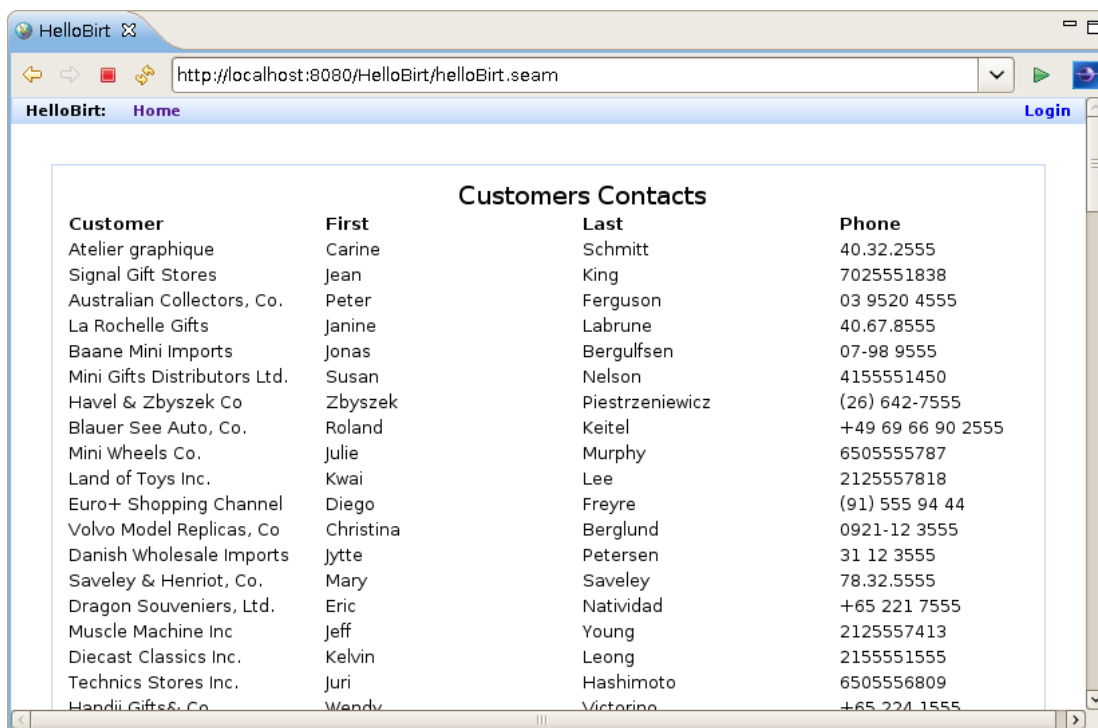 HelloBirt
http://localhost:8080/HelloBirt/helloBirt.seam
HelloBirt: Home Login
Customers Contacts
Customer First Last Phone
Atelier graphique Carine Schmitt 40.32.2555
Signal Gift Stores Jean King 7025551838
Australian Collectors, Co. Peter Ferguson 03 9520 4555
La Rochelle Gifts Janine Labrune 40.67.8555
Baane Mini Imports Jonas Bergulfsen 07-98 9555
Mini Gifts Distributors Ltd. Susan Nelson 4155551450
Havel & Zbyszek Co Zbyszek Piestrzeniewicz (26) 642-7555
Blauer See Auto, Co. Roland Keitel +49 69 66 90 2555
Mini Wheels Co. Julie Murphy 6505555787
Land of Toys Inc. Kwai Lee 2125557818
Euro+ Shopping Channel Diego Freyre (91) 555 94 44
Volvo Model Replicas, Co Christina Berglund 0921-12 3555
Danish Wholesale Imports Jytte Petersen 31 12 3555
Saveley & Henriot, Co. Mary Saveley 78.32.5555
Dragon Souveniers, Ltd. Eric Natividad +65 221 7555
Muscle Machine Inc Jeff Young 2125557413
Diecast Classics Inc. Kelvin Leong 2155551555
Technics Stores Inc. Juri Hashimoto 6505556809
Handji Gifts& Co Wendy Victorino +65 224 1555